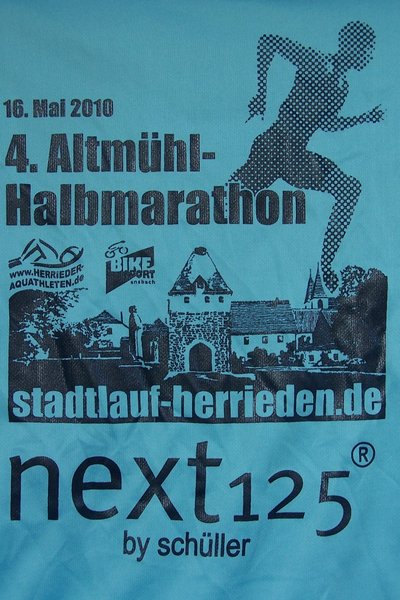 16. Mai 2010
4. Altmühl-
Halbmarathon
www.HERRIEDER-
AQUATHLETEN.de
BIKE
SPORT
ansbach
stadtlauf-herrieden.de
next125®
by schüller